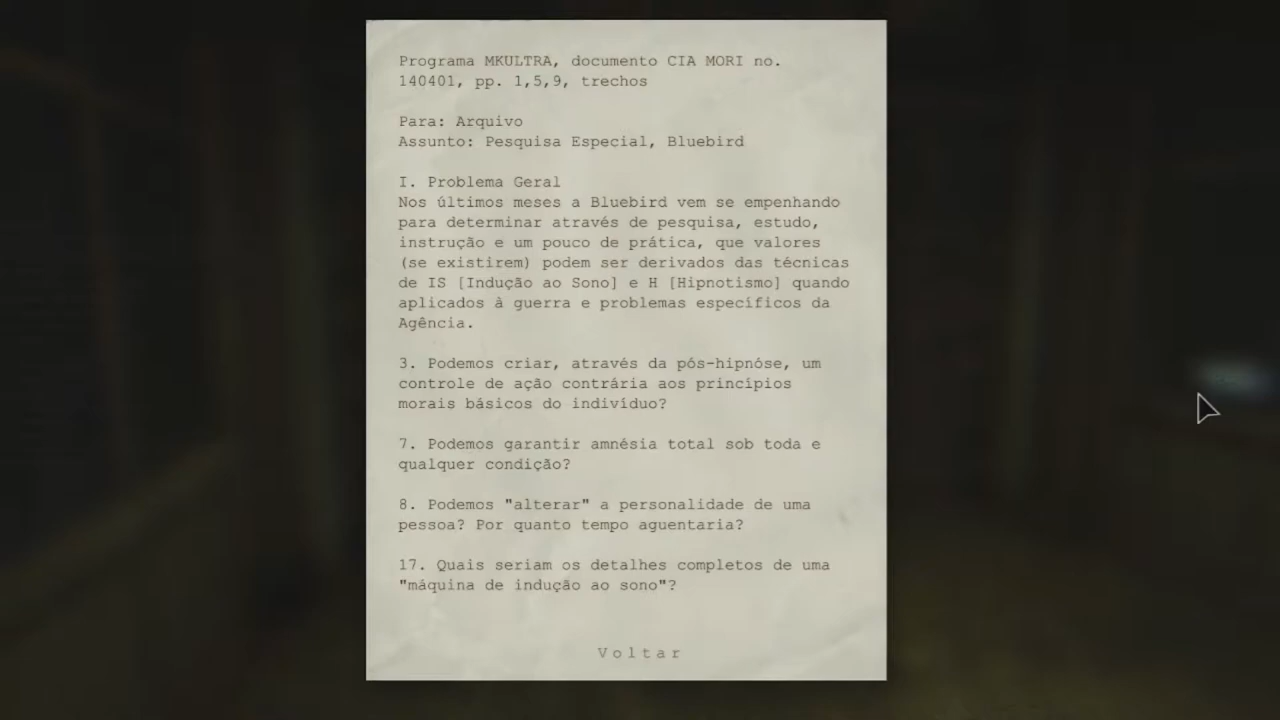 Programa MKULTRA, documento CIA MORI no.
140401, pp. 1,5,9, trechos
Para: Arquivo
Assunto: Pesquisa Especial, Bluebird
I. Problema Geral
Nos últimos meses a Bluebird vem se empenhando
para determinar através de pesquisa, estudo,
instrução e um pouco de prática, que valores
(se existirem) podem ser derivados das técnicas
de IS [Indução ao Sono] e H [Hipnotismo] quando
aplicados à guerra e problemas específicos da
Agência.
3. Podemos criar, através da pós-hipnóse, um
controle de ação contrária aos princípios
morais básicos do indivíduo?
7. Podemos garantir amnésia total sob toda e
qualquer condição?
8. Podemos "alterar" a personalidade de uma
pessoa? Por quanto tempo aguentaria?
17. Quais seriam os detalhes completos de uma
"máquina de indução ao sono"?
Voltar